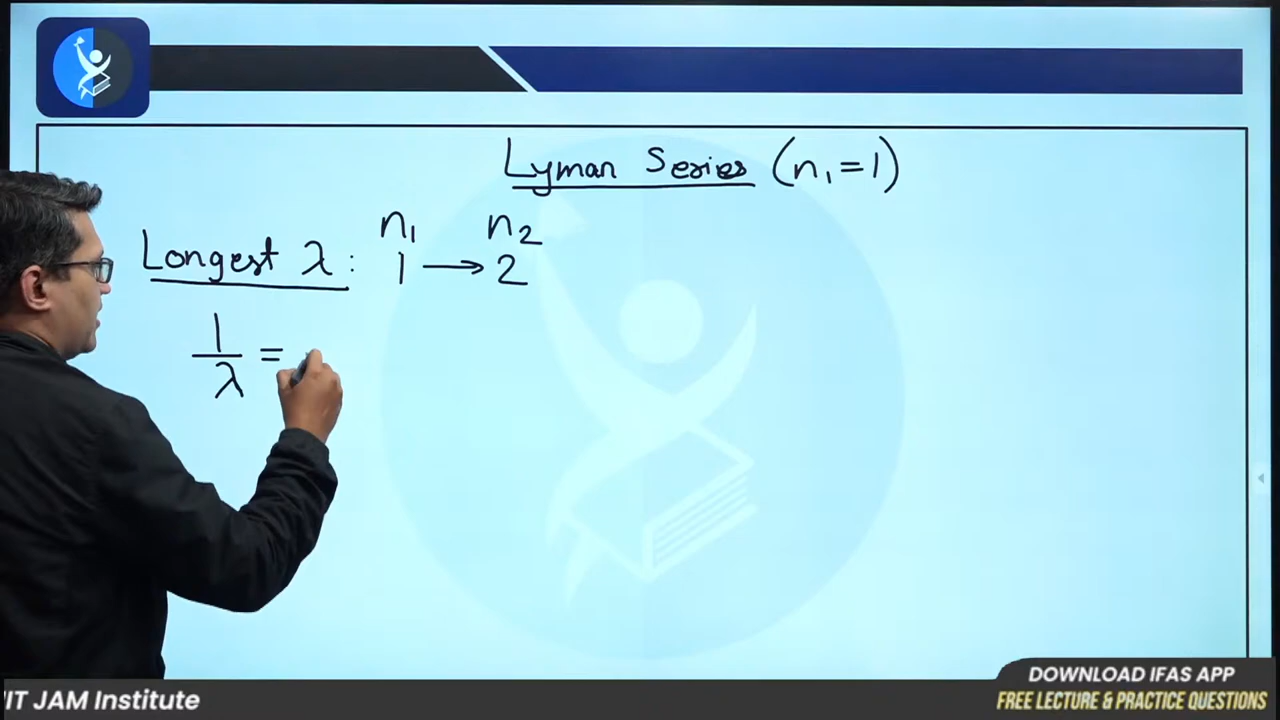 Lyman Series (n₁=1)
n₁ n₂
Longest λ : 1 → 2
1/λ =
DOWNLOAD IFAS APP
FREE LECTURE & PRACTICE QUESTIONS
IIT JAM Institute